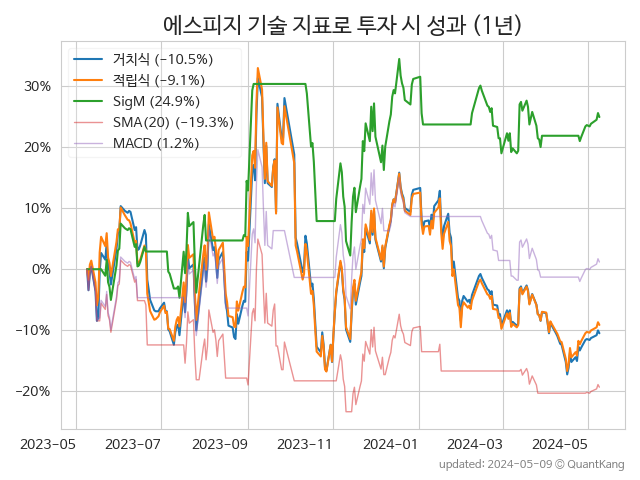 에스피지 기술 지표로 투자 시 성과 (1년)
거치식 (−10.5%)
적립식 (−9.1%)
SigM (24.9%)
SMA(20) (−19.3%)
MACD (1.2%)
30%
20%
10%
0%
−10%
−20%
2023-05 2023-07 2023-09 2023-11 2024-01 2024-03 2024-05
updated: 2024-05-09 © QuantKang